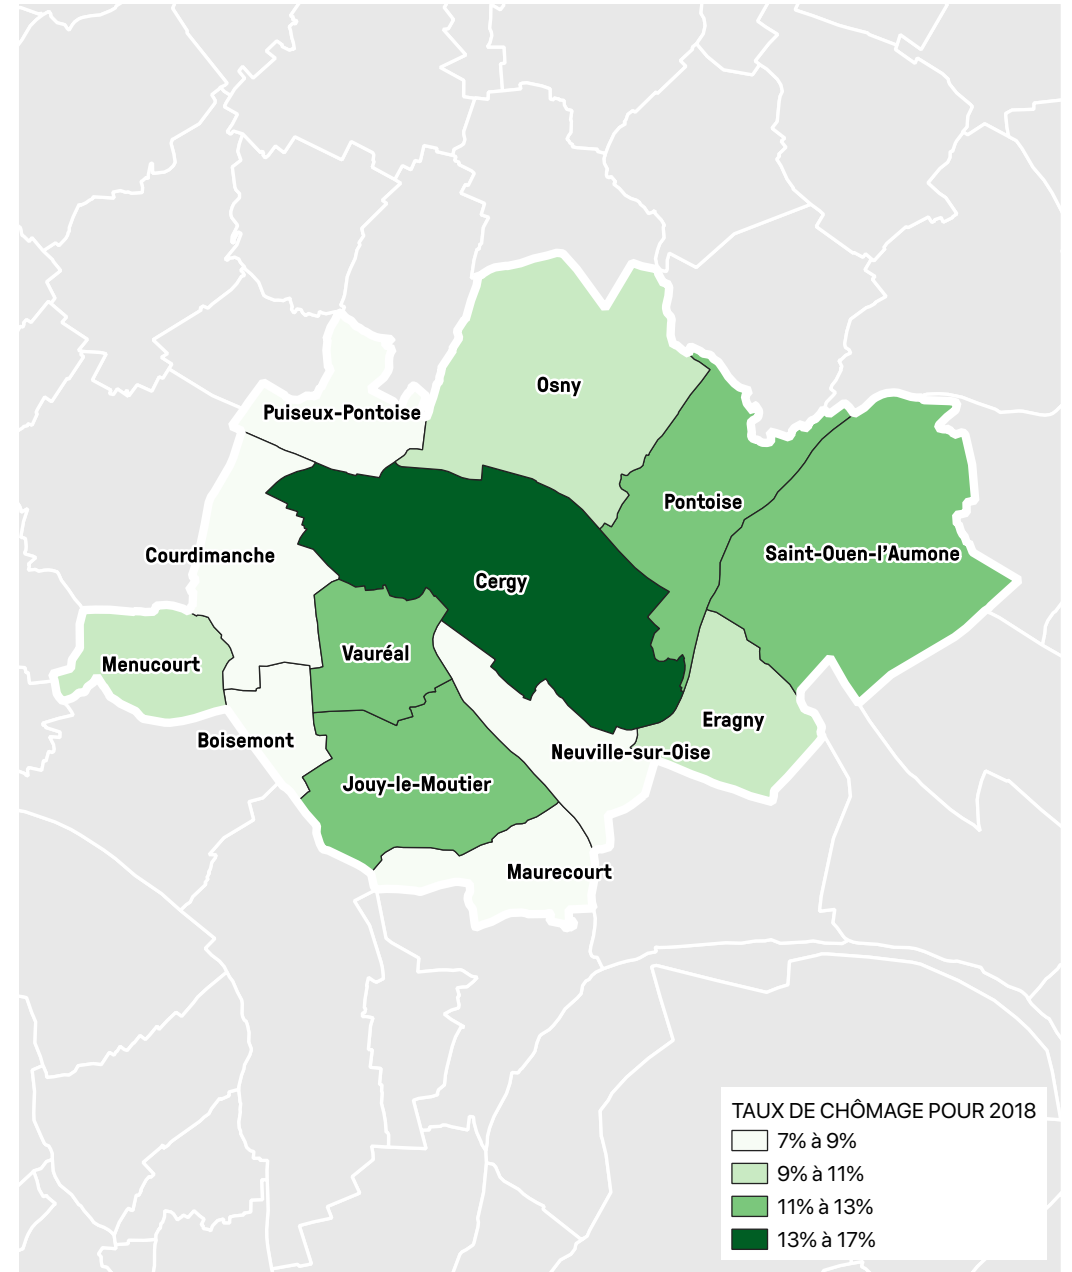 Osny
Puiseux-Pontoise
Pontoise
Courdimanche
Saint-Ouen-l'Aumone
Cergy
Menucourt
Vauréal
Eragny
Boisemont
Neuville-sur-Oise
Jouy-le-Moutier
Maurecourt
TAUX DE CHÔMAGE POUR 2018
7% à 9%
9% à 11%
11% à 13%
13% à 17%